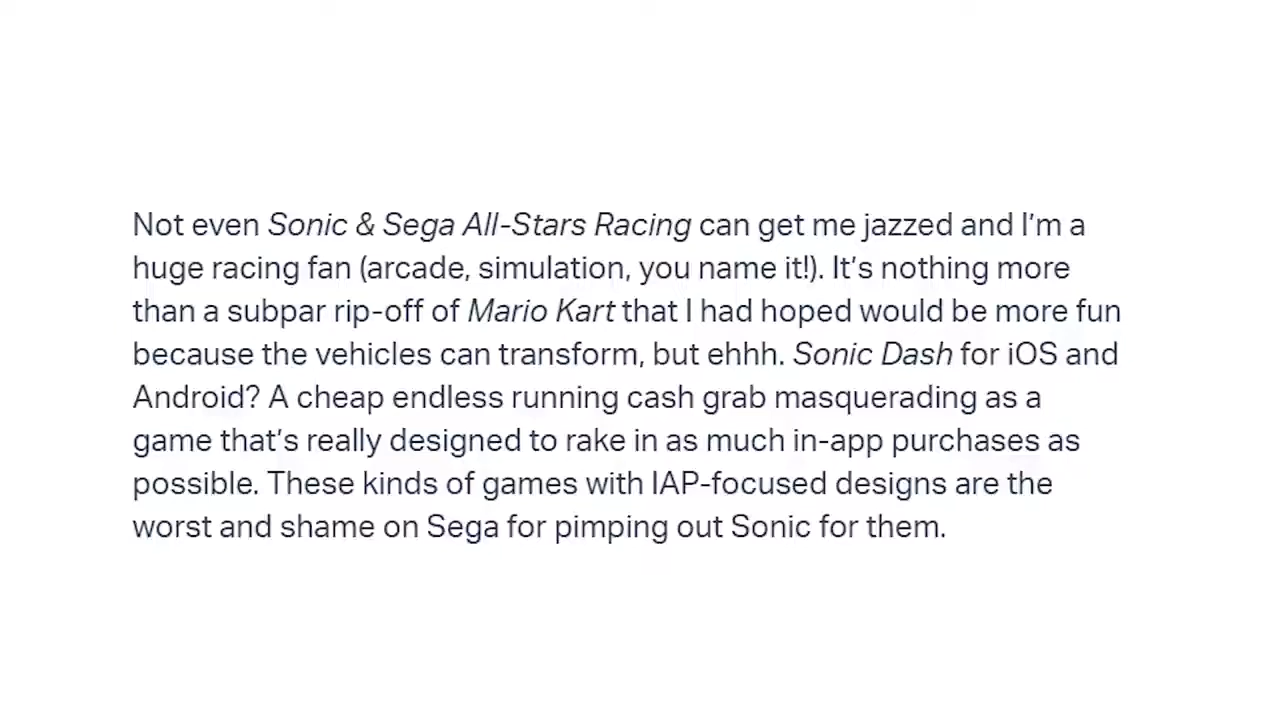 Not even Sonic & Sega All-Stars Racing can get me jazzed and I'm a
huge racing fan (arcade, simulation, you name it!). It's nothing more
than a subpar rip-off of Mario Kart that I had hoped would be more fun
because the vehicles can transform, but ehhh. Sonic Dash for iOS and
Android? A cheap endless running cash grab masquerading as a
game that's really designed to rake in as much in-app purchases as
possible. These kinds of games with IAP-focused designs are the
worst and shame on Sega for pimping out Sonic for them.